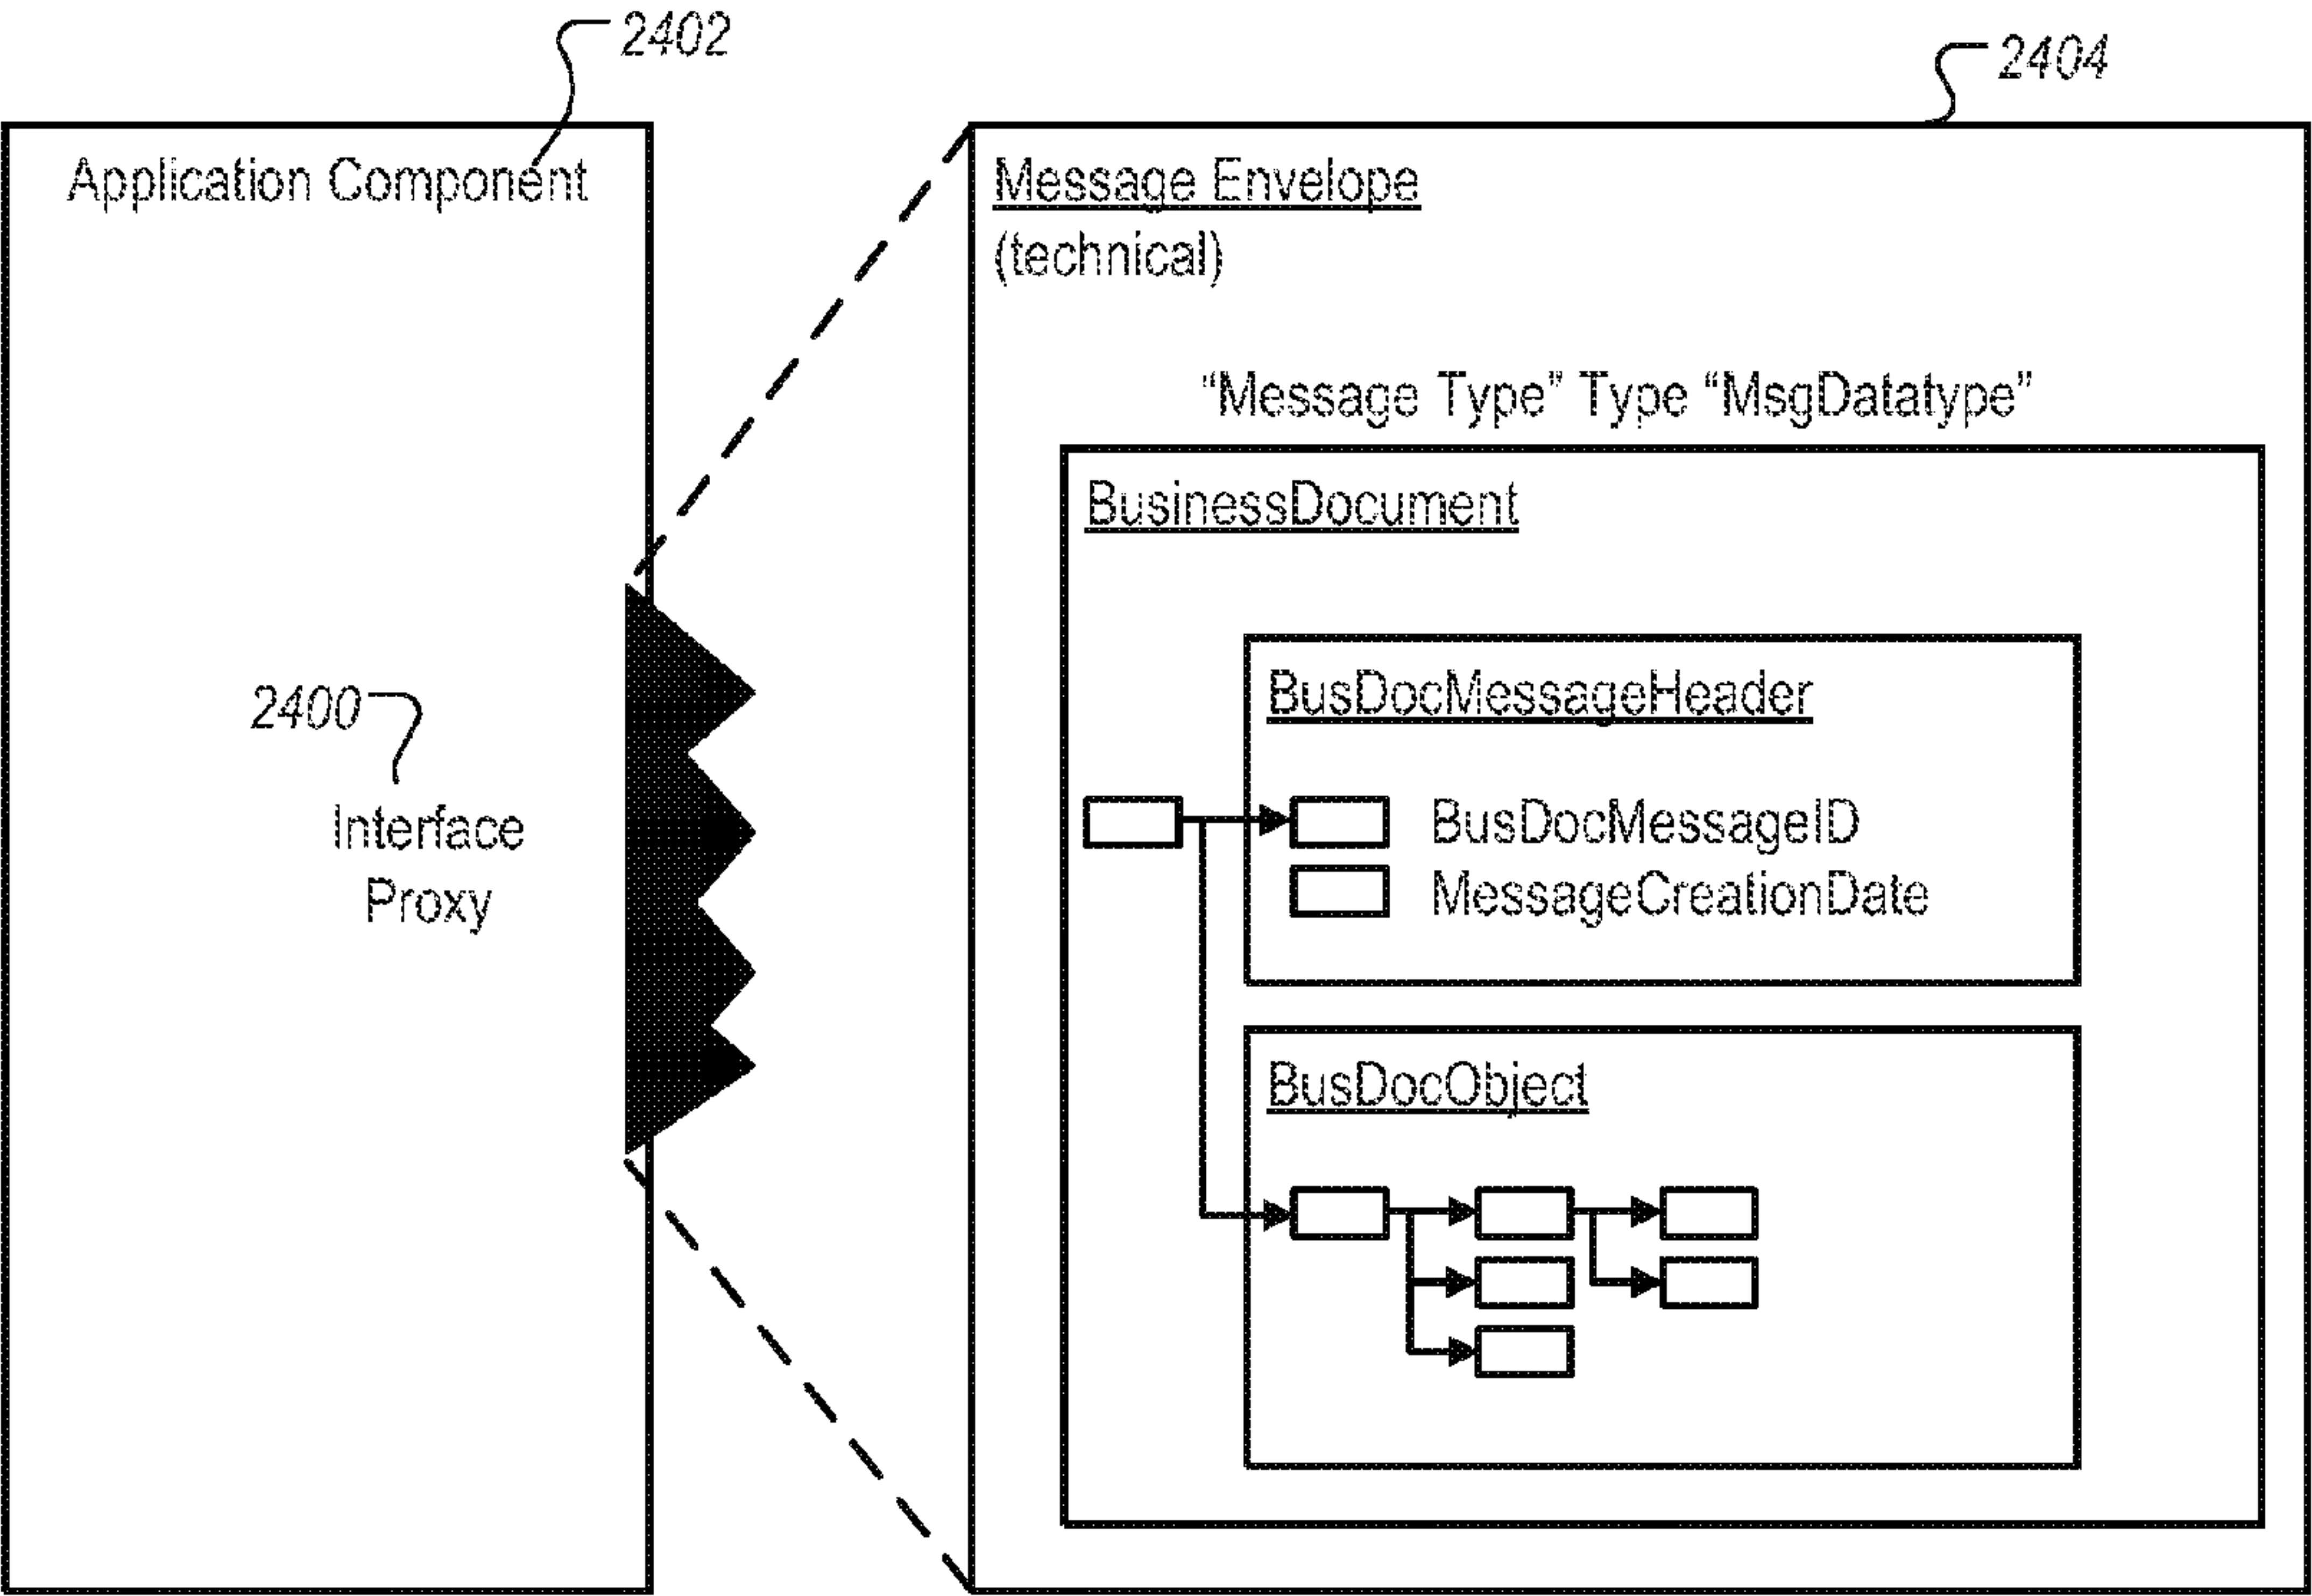 2402
2404
Application Component
Message Envelope
(technical)
“Message Type” Type “MsgDatatype”
BusinessDocument
BusDocMessageHeader
2400
Interface
Proxy
BusDocMessageID
MessageCreationDate
BusDocObject